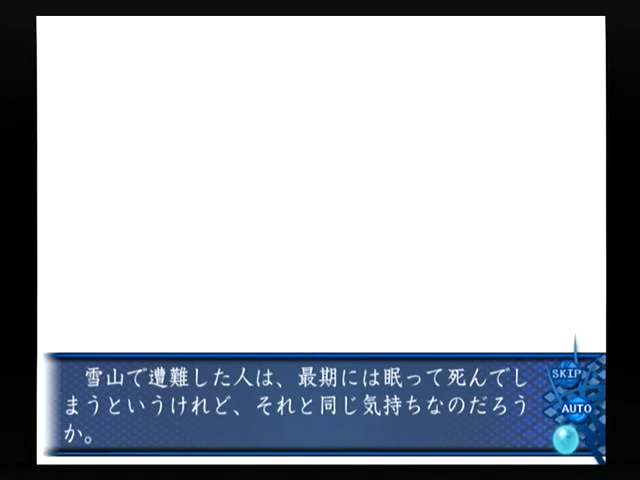 雪山で遭難した人は、最期には眠って死んでし
まうというけれど、それと同じ気持ちなのだろう
か。
SKIP
AUTO